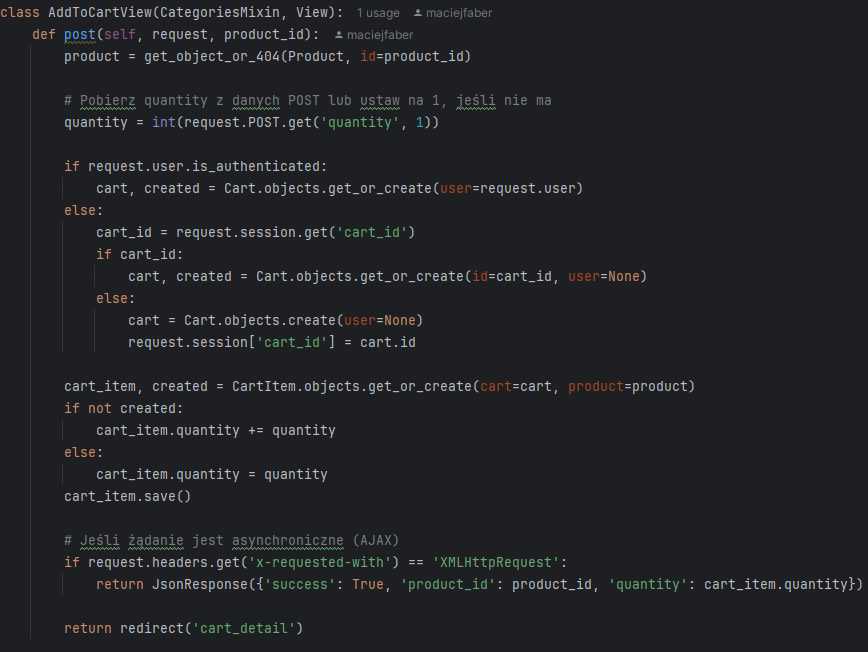 class AddToCartView(CategoriesMixin, View):  1 usage  maciejfaber
    def post(self, request, product_id):  maciejfaber
        product = get_object_or_404(Product, id=product_id)

        # Pobierz quantity z danych POST lub ustaw na 1, jeśli nie ma
        quantity = int(request.POST.get('quantity', 1))

        if request.user.is_authenticated:
            cart, created = Cart.objects.get_or_create(user=request.user)
        else:
            cart_id = request.session.get('cart_id')
            if cart_id:
                cart, created = Cart.objects.get_or_create(id=cart_id, user=None)
            else:
                cart = Cart.objects.create(user=None)
                request.session['cart_id'] = cart.id

        cart_item, created = CartItem.objects.get_or_create(cart=cart, product=product)
        if not created:
            cart_item.quantity += quantity
        else:
            cart_item.quantity = quantity
        cart_item.save()

        # Jeśli żądanie jest asynchroniczne (AJAX)
        if request.headers.get('x-requested-with') == 'XMLHttpRequest':
            return JsonResponse({'success': True, 'product_id': product_id, 'quantity': cart_item.quantity})

        return redirect('cart_detail')